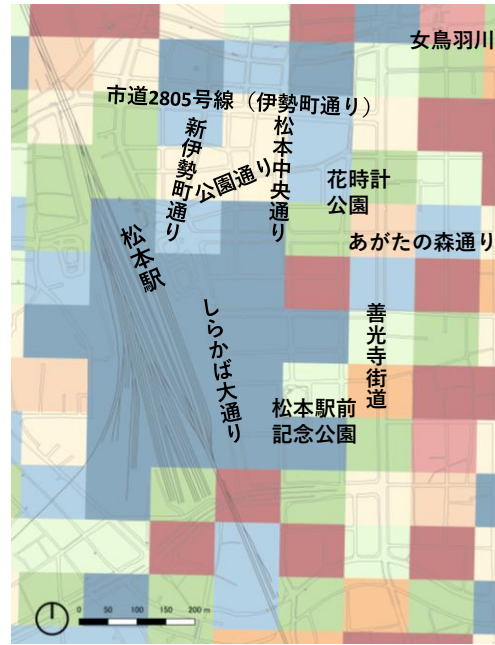 女鳥羽川
市道2805号線（伊勢町通り）
新伊勢町通り
公園通り
松本中央通り
花時計
公園
あがたの森通り
松本駅
しらかば大通り
善光寺街道
松本駅前
記念公園
0 50 100 150 200 m